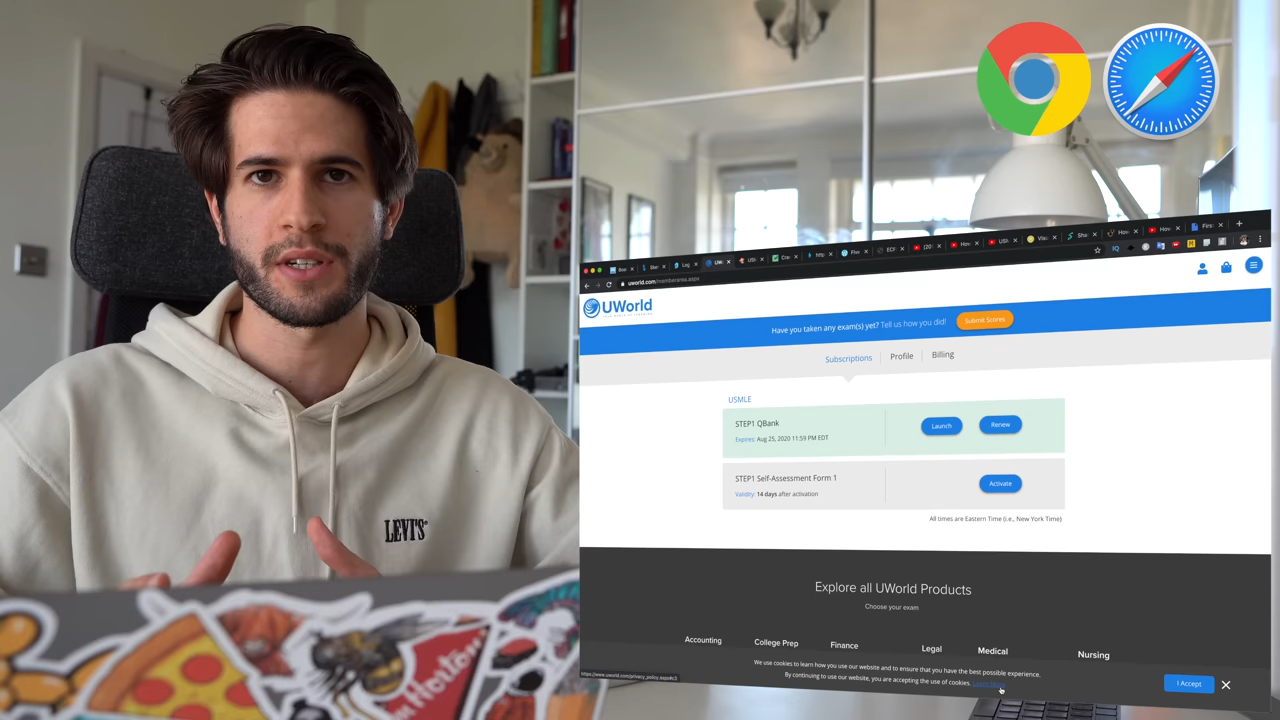 LEVI'S
Horton
uworld.com/member/area.aspx
UWorld
Have you taken any exam(s) yet? Tell us how you did!
Submit Scores
Subscriptions
Profile
Billing
USMLE
STEP1 QBank
Expires: Aug 25, 2020 11:59 PM EDT
Launch
Renew
STEP1 Self-Assessment Form 1
Validity: 14 days after activation
Activate
All times are Eastern Time (i.e., New York Time)
Explore all UWorld Products
Choose your exam
Accounting
College Prep
Finance
Legal
Medical
Nursing
We use cookies to learn how you use our website and to ensure that you have the best possible experience.
By continuing to use our website, you are accepting the use of cookies. Learn More
I Accept